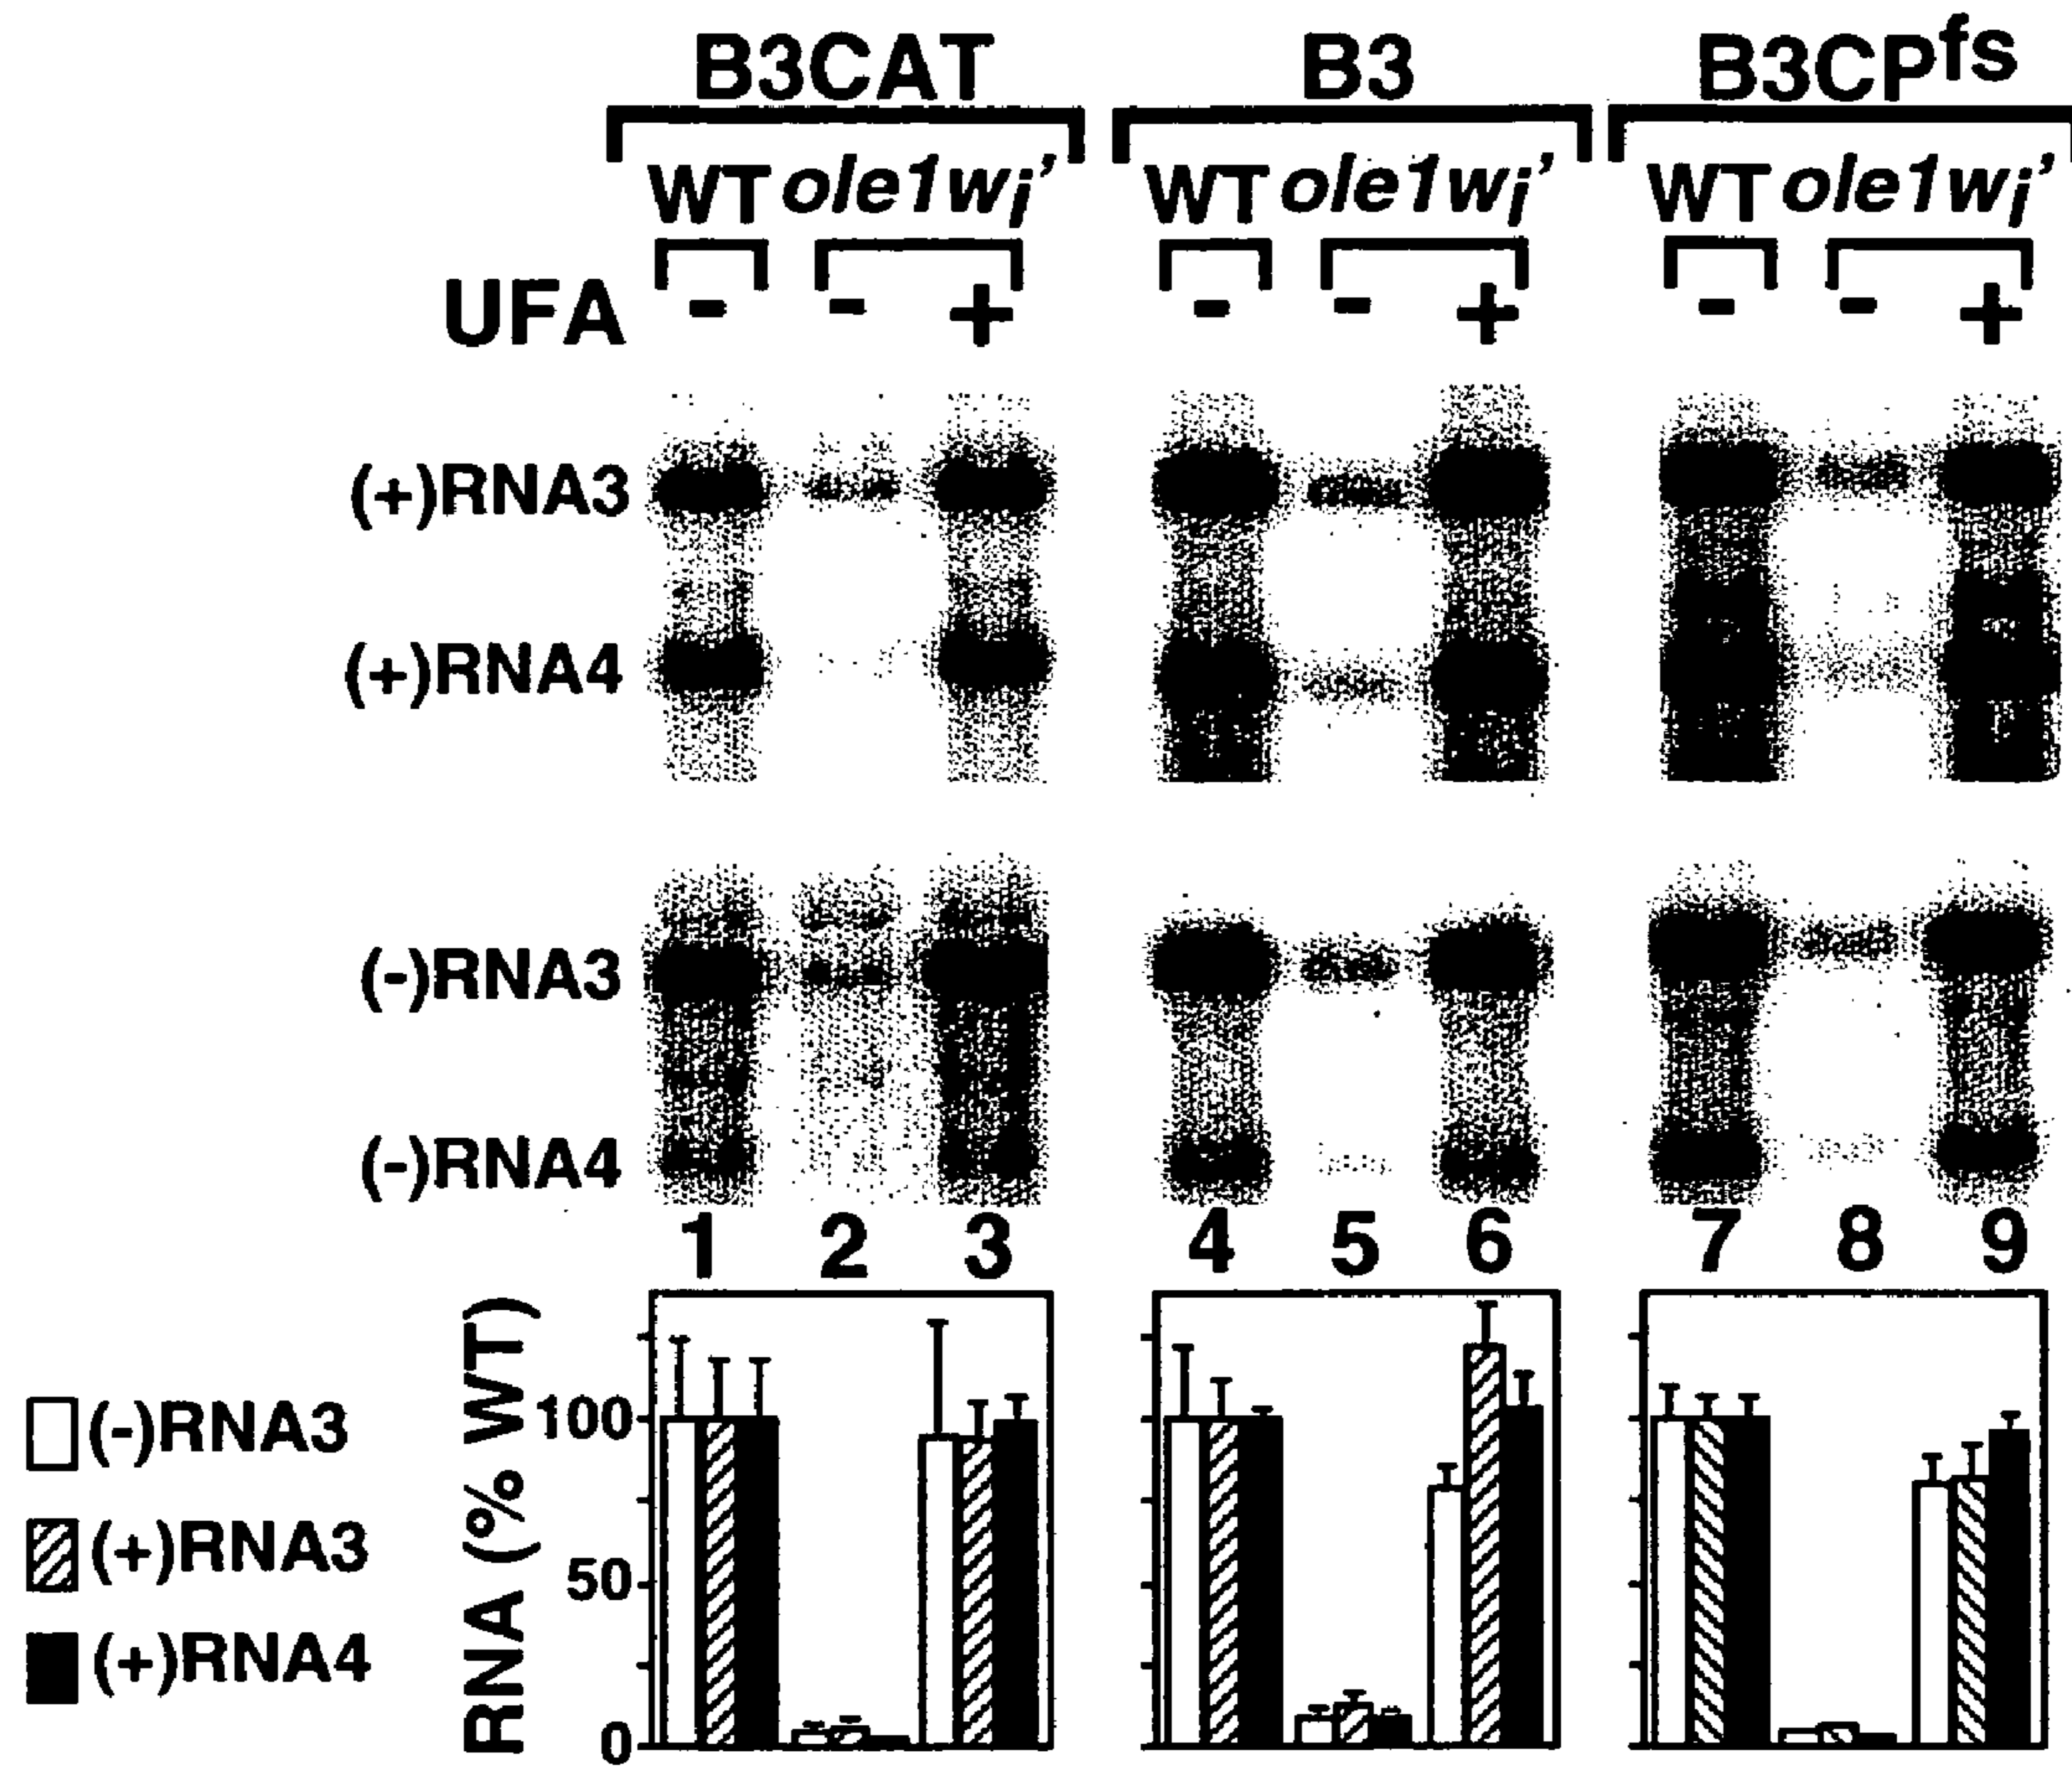 B3CAT B3 B3CPfs
WT ole1wi' WT ole1wi' WT ole1wi'
UFA - - + - - + - - +
(+)RNA3
(+)RNA4
(-)RNA3
(-)RNA4
1 2 3 4 5 6 7 8 9
RNA (% WT)
100
50
0
(-)RNA3
(+)RNA3
(+)RNA4